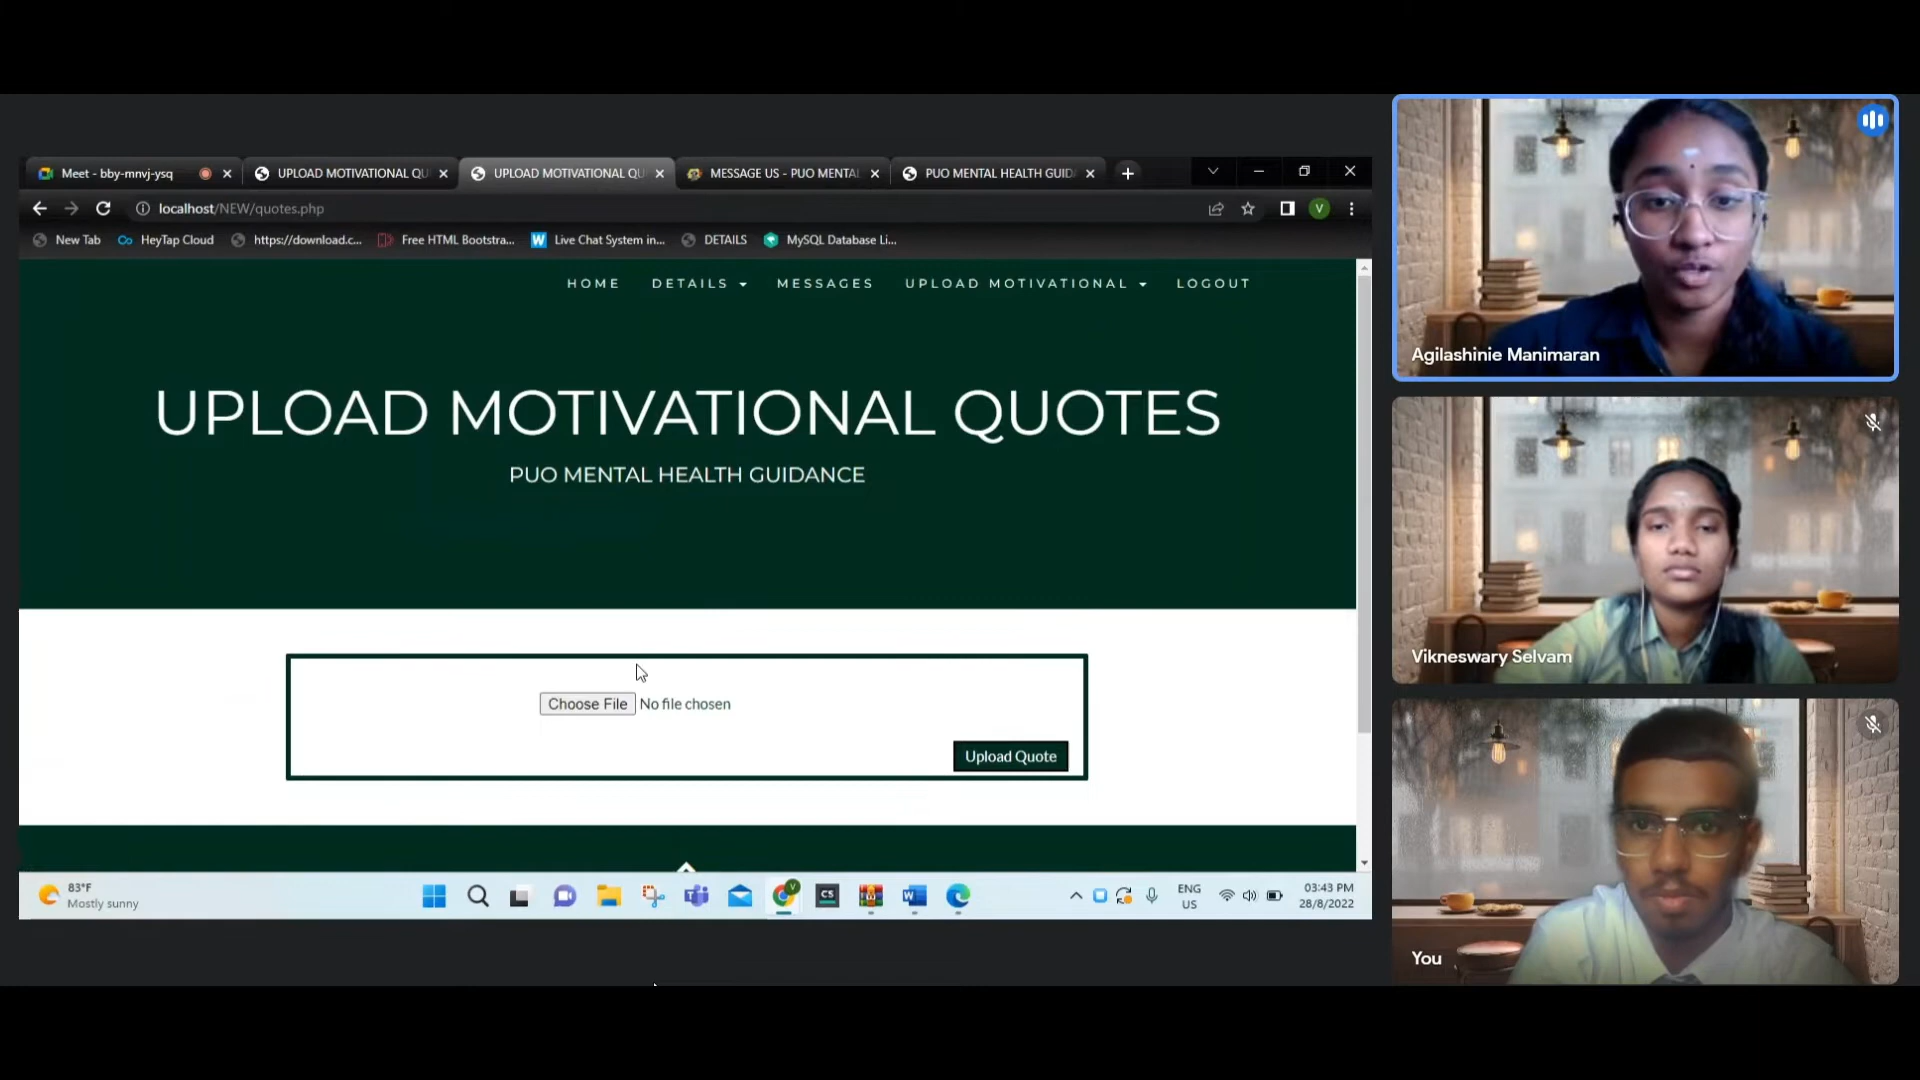 Meet - bby-mnvj-ysq
UPLOAD MOTIVATIONAL QU
UPLOAD MOTIVATIONAL QU
MESSAGE US - PUO MENTAL
PUO MENTAL HEALTH GUID
localhost/NEW/quotes.php
V
New Tab
HeyTap Cloud
https://download.c...
Free HTML Bootstra...
W
Live Chat System in...
DETAILS
MySQL Database Li...
HOME
DETAILS
MESSAGES
UPLOAD MOTIVATIONAL
LOGOUT
UPLOAD MOTIVATIONAL QUOTES
PUO MENTAL HEALTH GUIDANCE
Choose File
No file chosen
Upload Quote
83°F
Mostly sunny
V
CS
W
ENG
US
03:43 PM
28/8/2022
Agilashinie Manimaran
Vikneswary Selvam
You